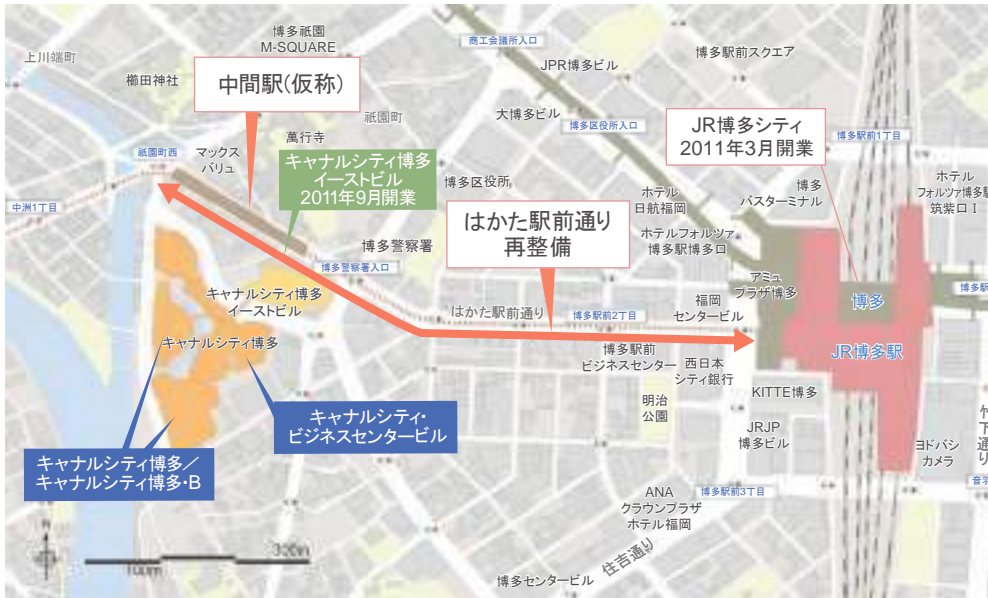 博多祇園
M-SQUARE
商工会議所入口
博多駅前スクエア
上川端町
JPR博多ビル
櫛田神社
中間駅(仮称)
祇園町
大博多ビル
博多区役所入口
JR博多シティ
2011年3月開業
博多駅前1丁目
萬行寺
祇園町西
マックス
バリュ
キャナルシティ博多
イーストビル
2011年9月開業
博多区役所
ホテル
日航福岡
博多
バスターミナル
ホテル
フォルツァ博多駅
筑紫口Ⅰ
中洲1丁目
はかた駅前通り
再整備
ホテルフォルツァ
博多駅博多口
博多警察署
博多警察署入口
アミュ
プラザ博多
キャナルシティ博多
イーストビル
はかた駅前通り
博多駅前2丁目
福岡
センタービル
博多
博多駅
キャナルシティ博多
博多駅前
ビジネスセンター
西日本
シティ銀行
JR博多駅
KITTE博多
明治
公園
キャナルシティ・
ビジネスセンタービル
JRJP
博多ビル
竹下通り
ヨドバシ
カメラ
キャナルシティ博多／
キャナルシティ博多・B
ANA
クラウンプラザ
ホテル福岡
博多駅前3丁目
音羽
住吉通り
N
100m
300m
博多センタービル